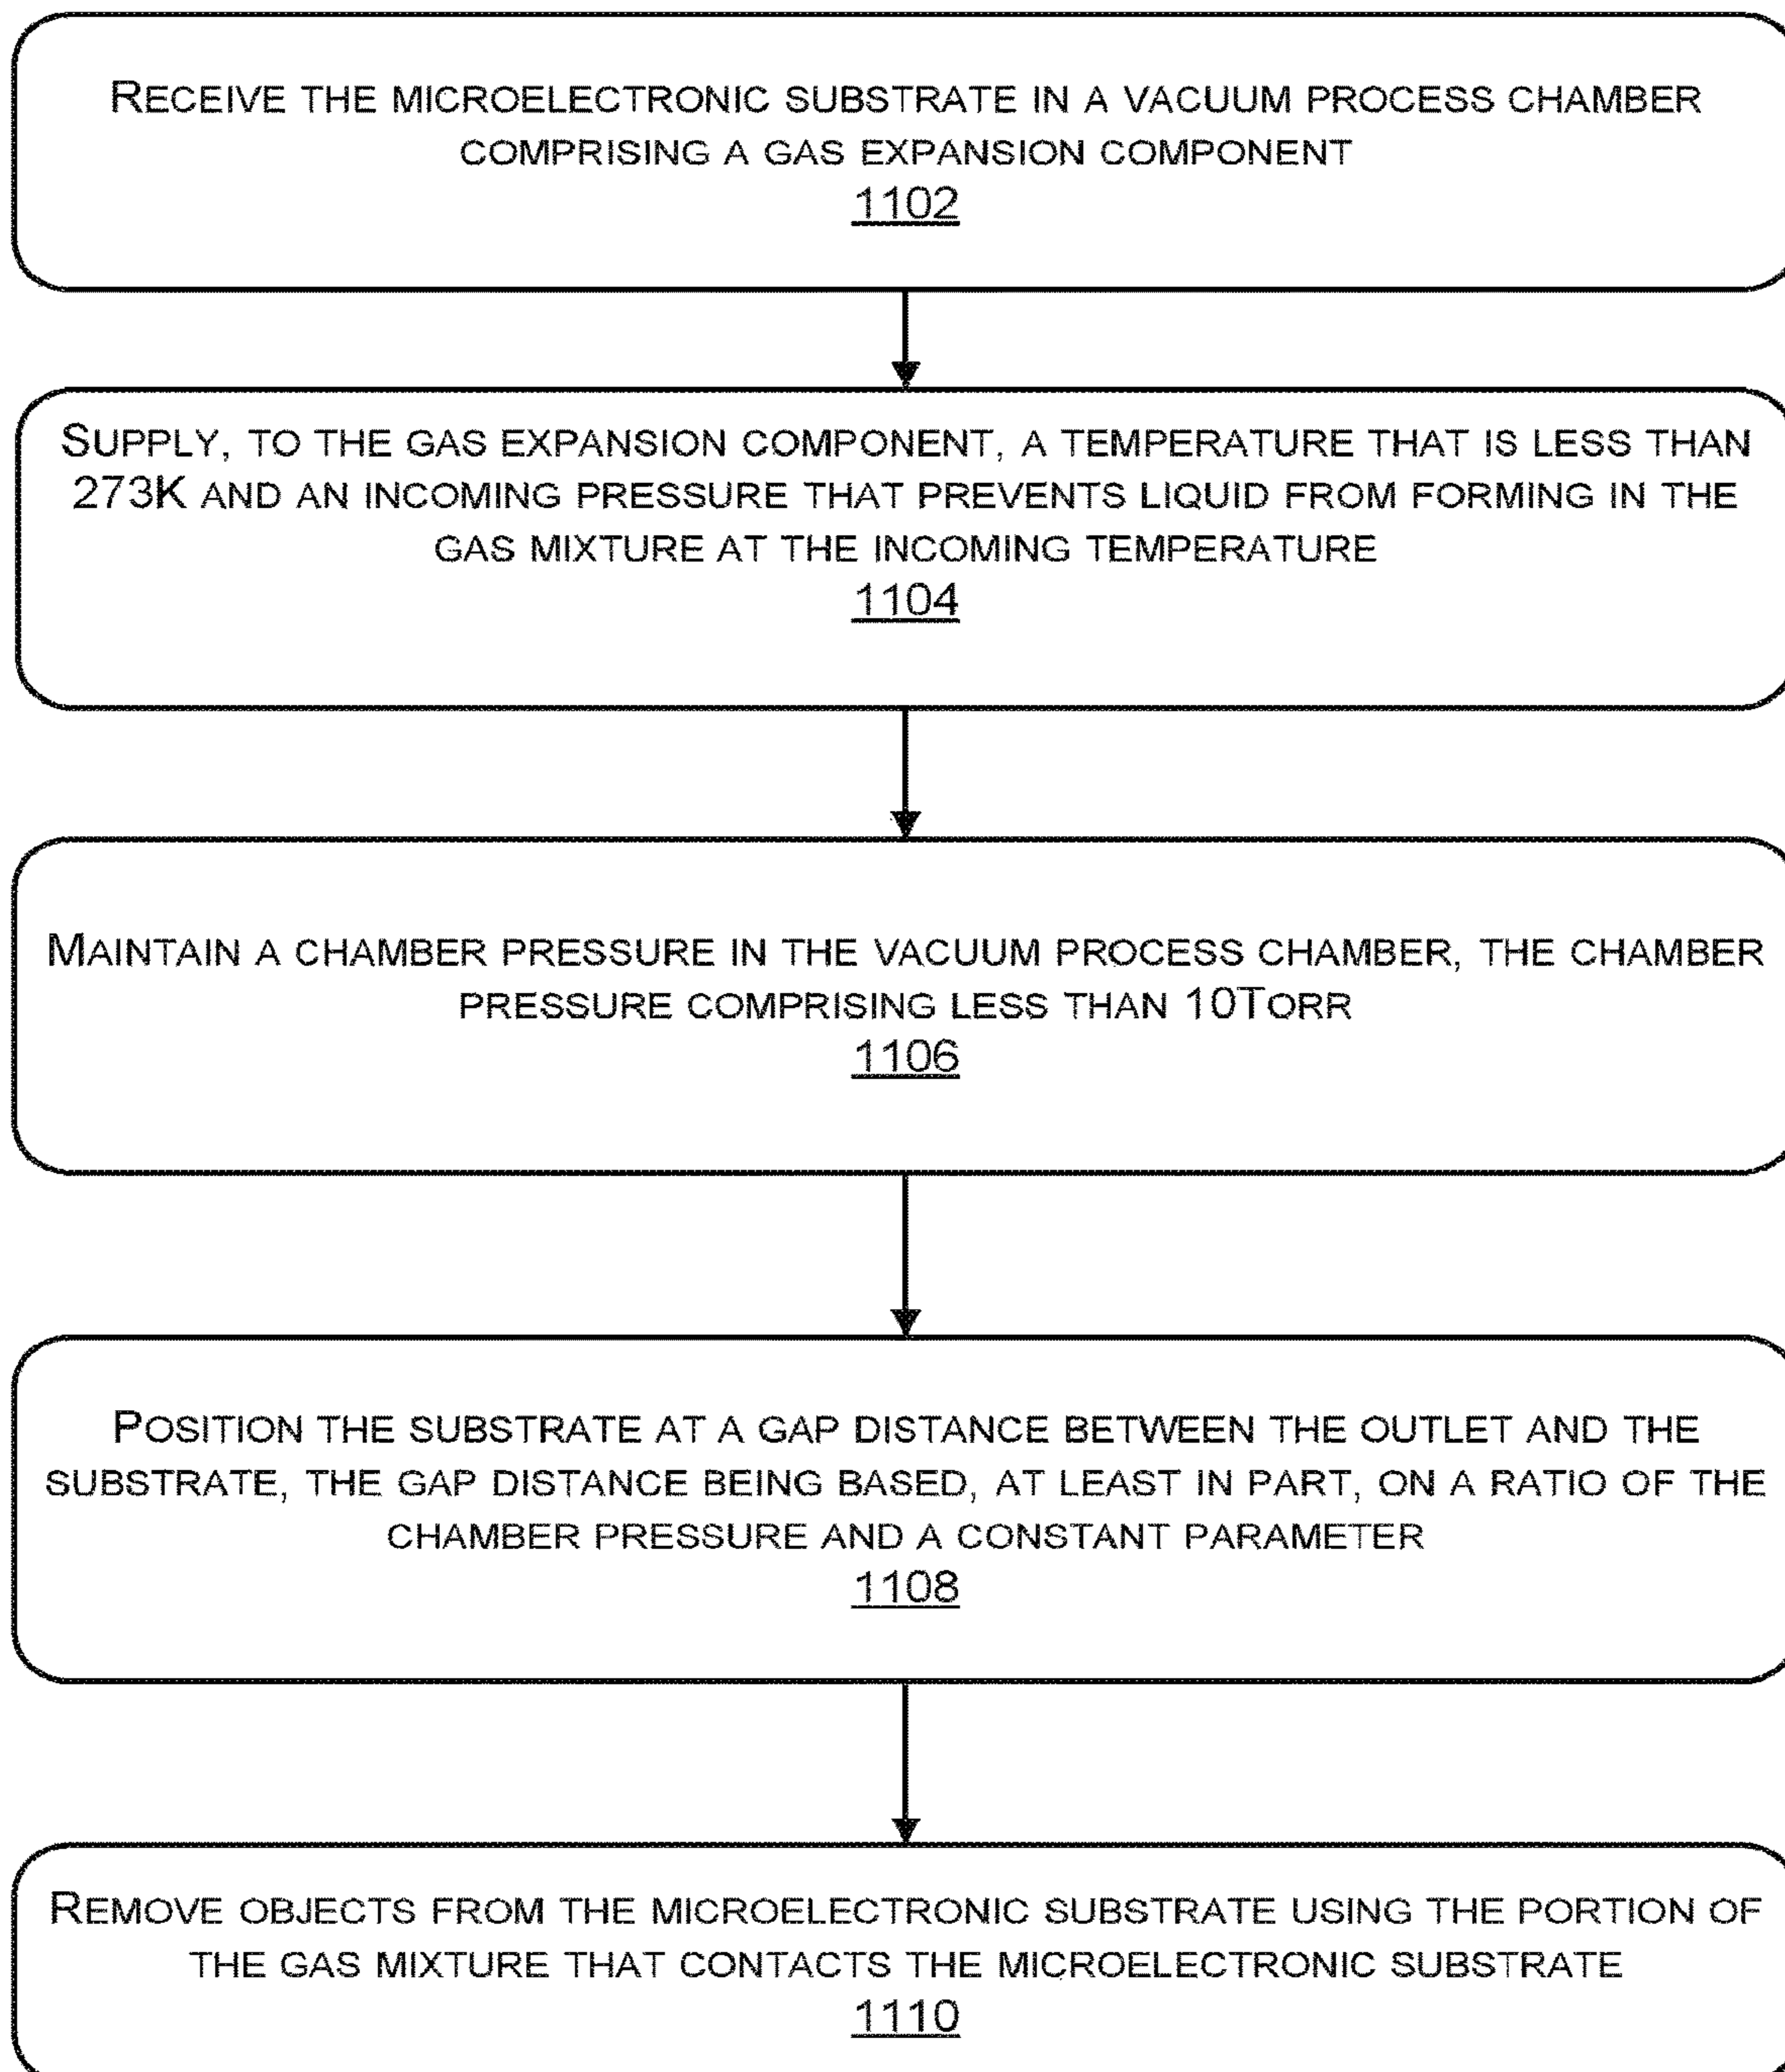 RECEIVE THE MICROELECTRONIC SUBSTRATE IN A VACUUM PROCESS CHAMBER
COMPRISING A GAS EXPANSION COMPONENT
1102
SUPPLY, TO THE GAS EXPANSION COMPONENT, A TEMPERATURE THAT IS LESS THAN
273K AND AN INCOMING PRESSURE THAT PREVENTS LIQUID FROM FORMING IN THE
GAS MIXTURE AT THE INCOMING TEMPERATURE
1104
MAINTAIN A CHAMBER PRESSURE IN THE VACUUM PROCESS CHAMBER, THE CHAMBER
PRESSURE COMPRISING LESS THAN 10TORR
1106
POSITION THE SUBSTRATE AT A GAP DISTANCE BETWEEN THE OUTLET AND THE
SUBSTRATE, THE GAP DISTANCE BEING BASED, AT LEAST IN PART, ON A RATIO OF THE
CHAMBER PRESSURE AND A CONSTANT PARAMETER
1108
REMOVE OBJECTS FROM THE MICROELECTRONIC SUBSTRATE USING THE PORTION OF
THE GAS MIXTURE THAT CONTACTS THE MICROELECTRONIC SUBSTRATE
1110